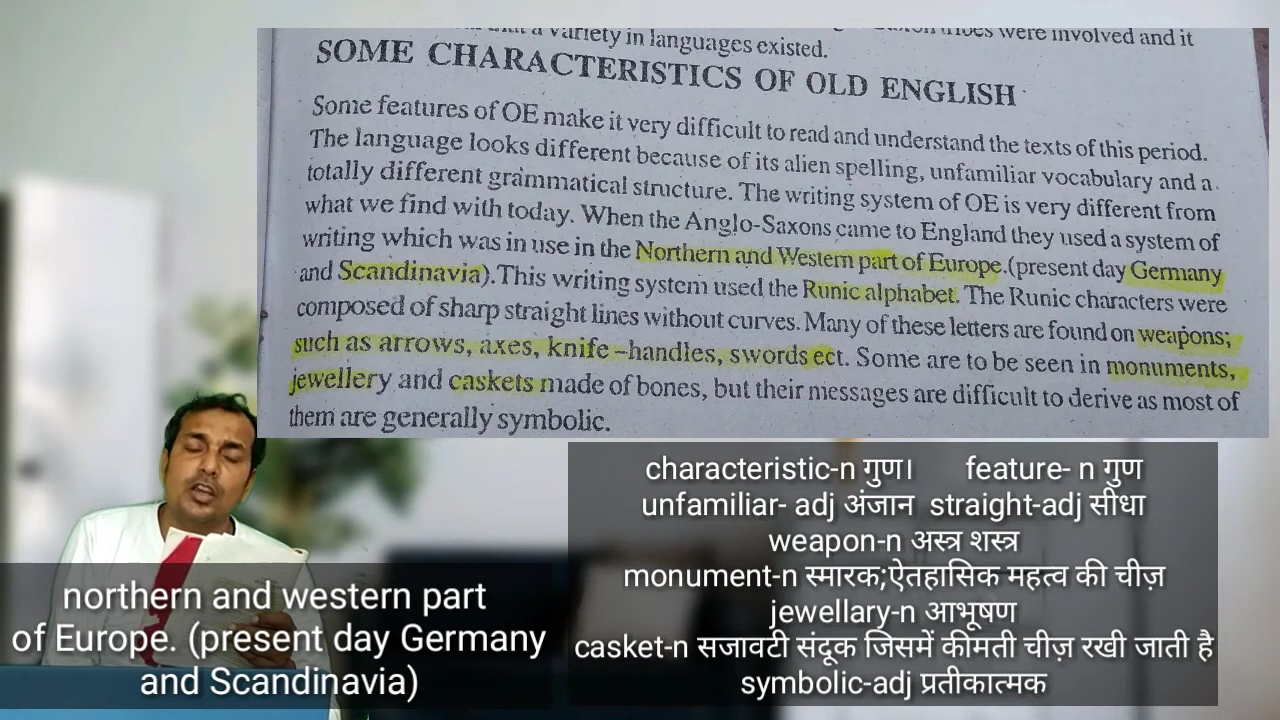 a variety in languages existed.
tribes were involved and it
SOME CHARACTERISTICS OF OLD ENGLISH
Some features of OE make it very difficult to read and understand the texts of this period.
The language looks different because of its alien spelling, unfamiliar vocabulary and a
totally different grammatical structure. The writing system of OE is very different from
what we find with today. When the Anglo-Saxons came to England they used a system of
writing which was in use in the Northern and Western part of Europe.(present day Germany
and Scandinavia).This writing system used the Runic alphabet. The Runic characters were
composed of sharp straight lines without curves. Many of these letters are found on weapons;
such as arrows, axes, knife –handles, swords ect. Some are to be seen in monuments,
jewellery and caskets made of bones, but their messages are difficult to derive as most of
them are generally symbolic.
characteristic-n गुण। feature- n गुण
unfamiliar- adj अंजान straight-adj सीधा
weapon-n अस्त्र शस्त्र
monument-n स्मारक;ऐतहासिक महत्व की चीज़
jewellary-n आभूषण
casket-n सजावटी संदूक जिसमें कीमती चीज़ रखी जाती है
symbolic-adj प्रतीकात्मक
northern and western part
of Europe. (present day Germany
and Scandinavia)